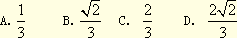 A. 1/3 B. √2/3 C. 2/3 D. 2√2/3